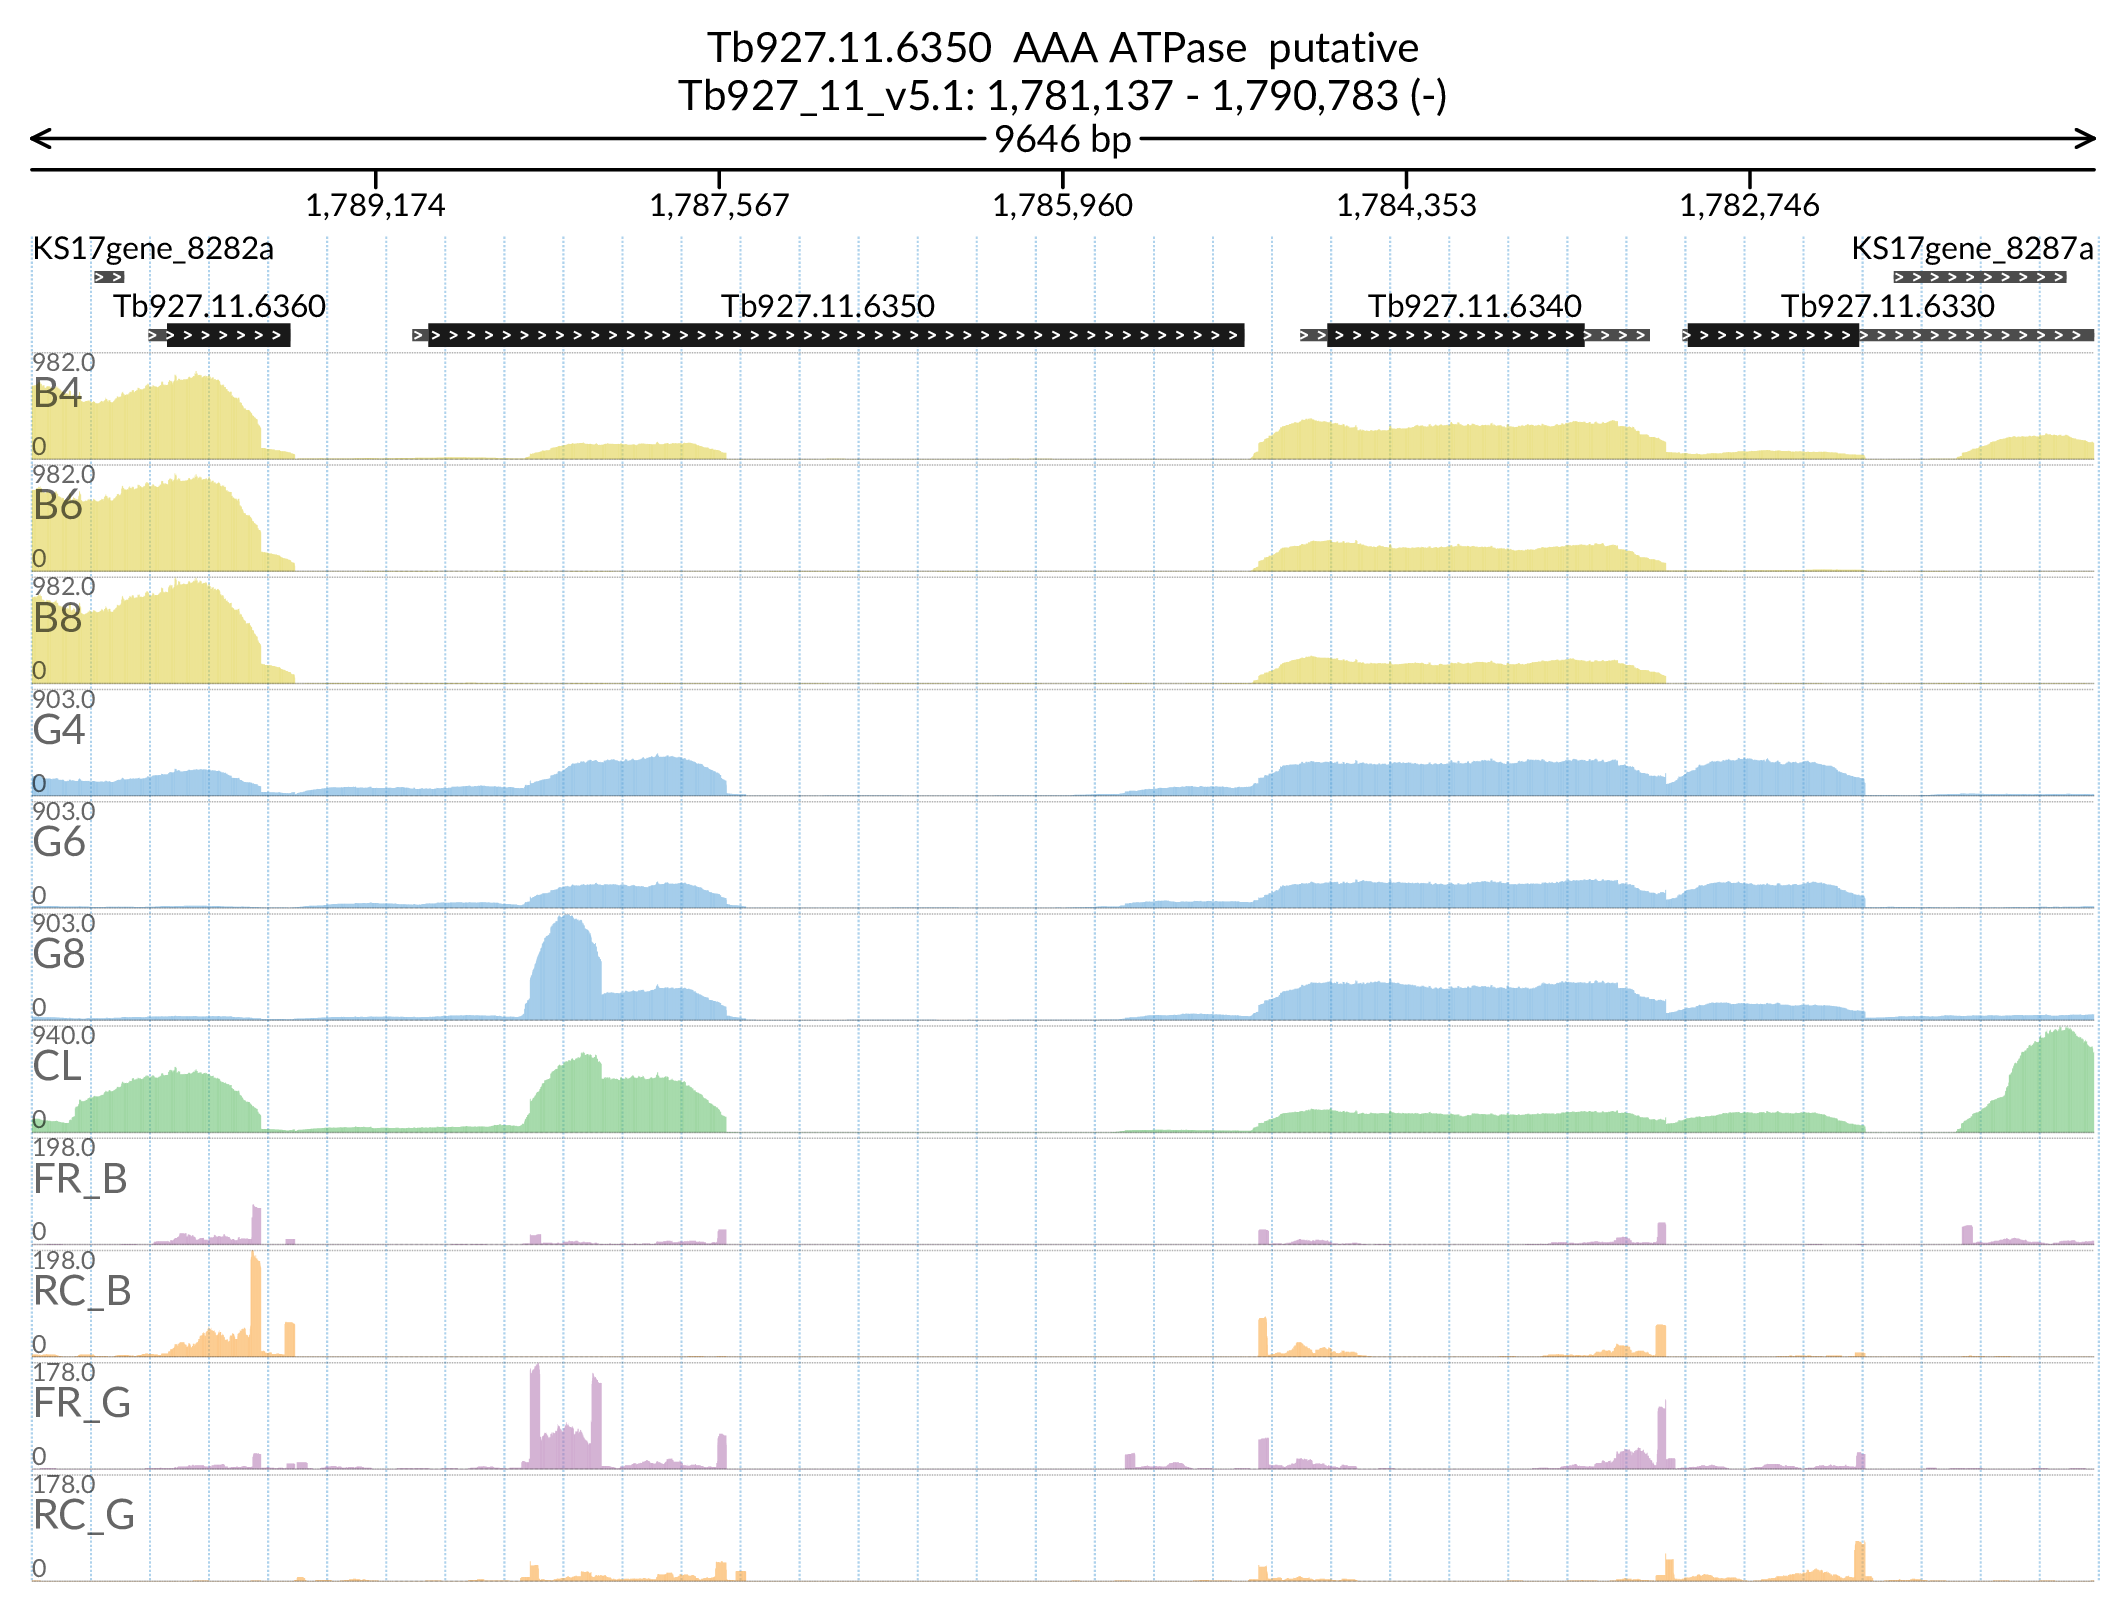 Tb927.11.6350 AAA ATPase putative
Tb927_11_v5.1: 1,781,137 - 1,790,783 (-)
9646 bp
1,789,174 1,787,567 1,785,960 1,784,353 1,782,746
KS17gene_8282a KS17gene_8287a
Tb927.11.6360 Tb927.11.6350 Tb927.11.6340 Tb927.11.6330
982.0
B4
0
982.0
B6
0
982.0
B8
0
903.0
G4
0
903.0
G6
0
903.0
G8
0
940.0
CL
0
198.0
FR_B
0
198.0
RC_B
0
178.0
FR_G
0
178.0
RC_G
0